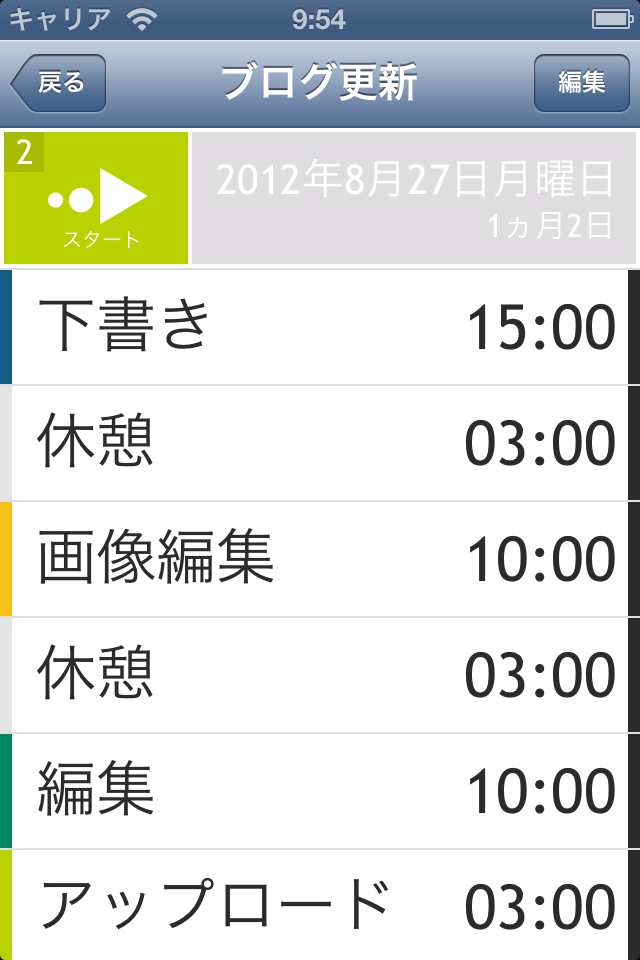 キャリア 9:54
戻る ブログ更新 編集
2
スタート
2012年8月27日月曜日
1ヵ月2日
下書き 15:00
休憩 03:00
画像編集 10:00
休憩 03:00
編集 10:00
アップロード 03:00